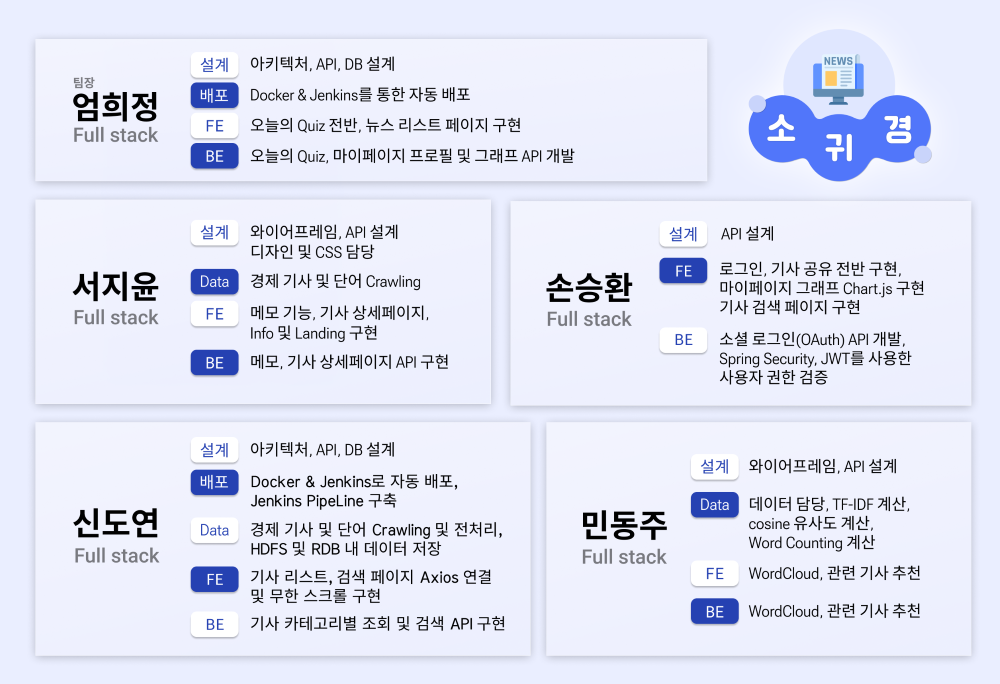 팀장
엄희정
Full stack
설계 아키텍처, API, DB 설계
배포 Docker & Jenkins를 통한 자동 배포
FE 오늘의 Quiz 전반, 뉴스 리스트 페이지 구현
BE 오늘의 Quiz, 마이페이지 프로필 및 그래프 API 개발
NEWS
소 귀 경
서지윤
Full stack
설계 와이어프레임, API 설계
디자인 및 CSS 담당
Data 경제 기사 및 단어 Crawling
FE 메모 기능, 기사 상세페이지,
Info 및 Landing 구현
BE 메모, 기사 상세페이지 API 구현
손승환
Full stack
설계 API 설계
FE 로그인, 기사 공유 전반 구현,
마이페이지 그래프 Chart.js 구현
기사 검색 페이지 구현
BE 소셜 로그인(OAuth) API 개발,
Spring Security, JWT를 사용한
사용자 권한 검증
신도연
Full stack
설계 아키텍처, API, DB 설계
배포 Docker & Jenkins로 자동 배포,
Jenkins PipeLine 구축
Data 경제 기사 및 단어 Crawling 및 전처리,
HDFS 및 RDB 내 데이터 저장
FE 기사 리스트, 검색 페이지 Axios 연결
및 무한 스크롤 구현
BE 기사 카테고리별 조회 및 검색 API 구현
민동주
Full stack
설계 와이어프레임, API 설계
Data 데이터 담당, TF-IDF 계산,
cosine 유사도 계산,
Word Counting 계산
FE WordCloud, 관련 기사 추천
BE WordCloud, 관련 기사 추천